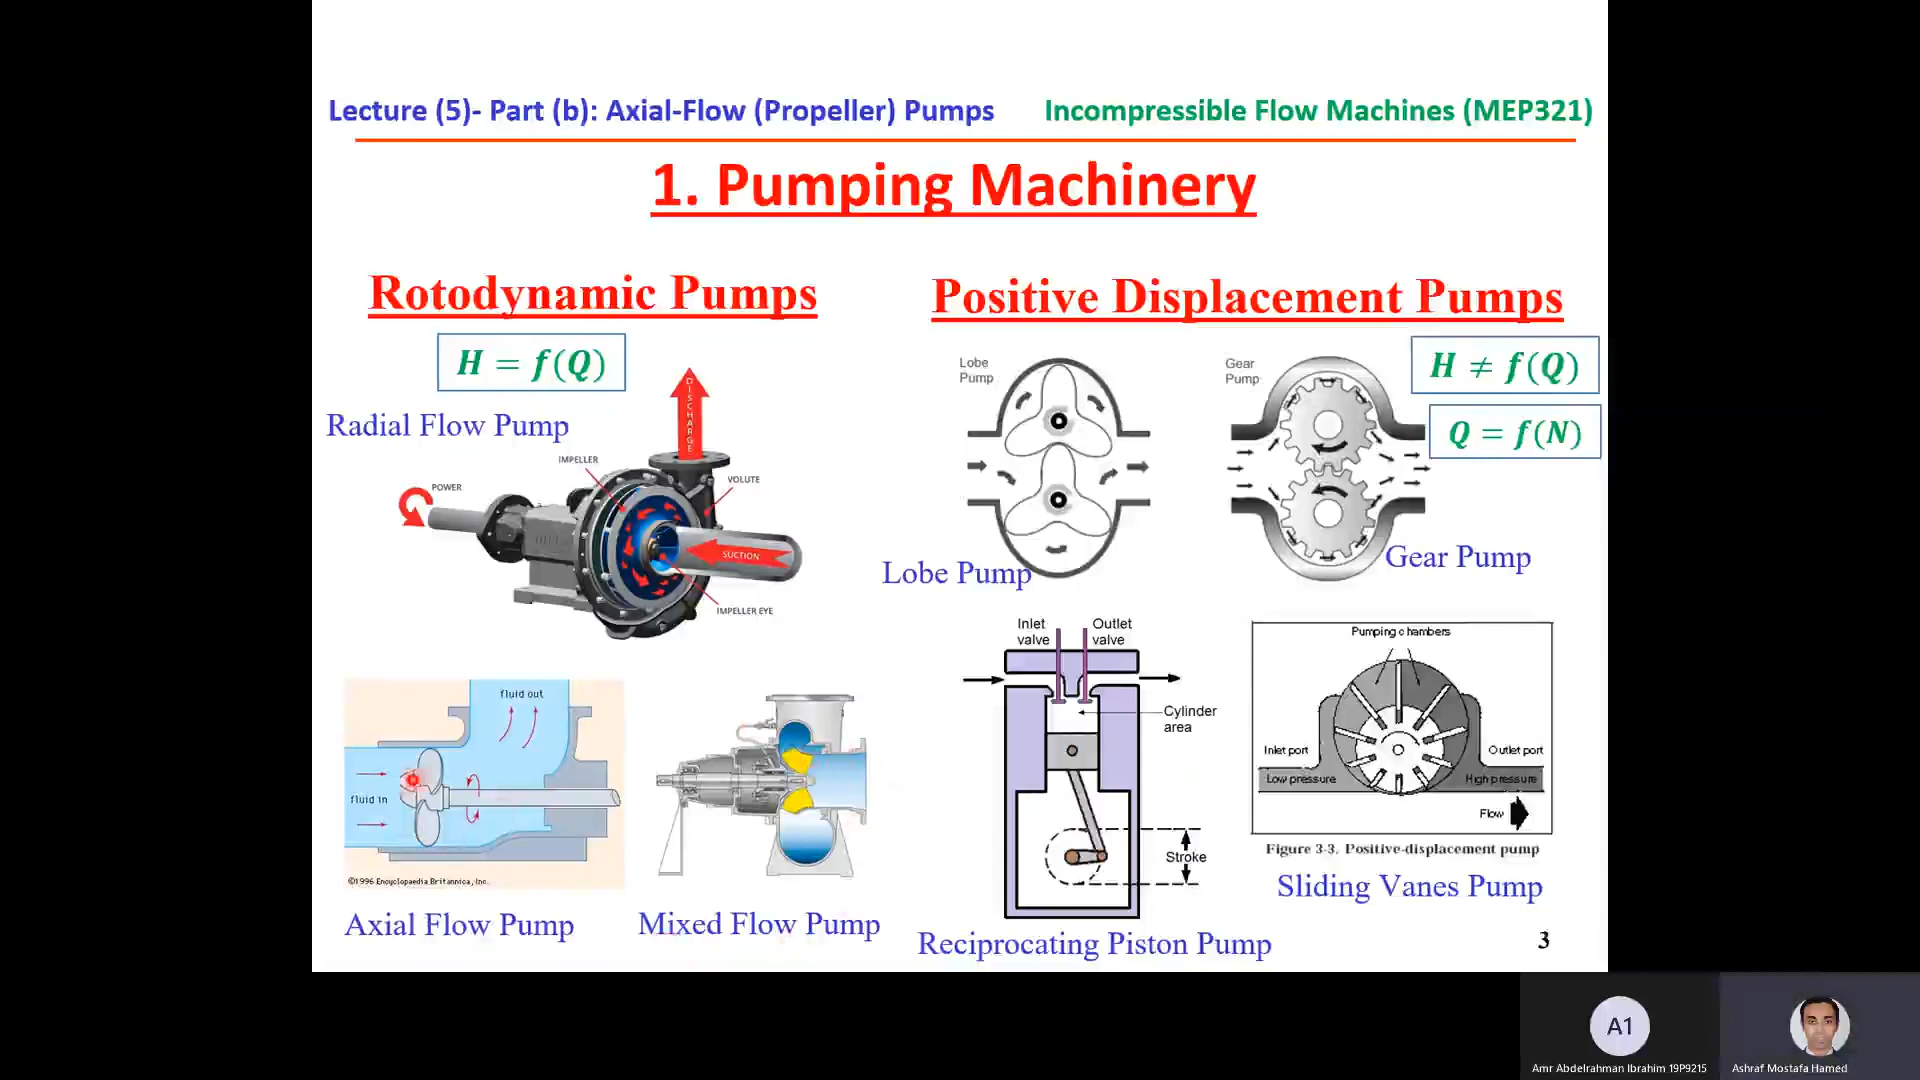 Lecture (5)- Part (b): Axial-Flow (Propeller) Pumps
Incompressible Flow Machines (MEP321)
1. Pumping Machinery
Rotodynamic Pumps
H = f(Q)
Radial Flow Pump
DISCHARGE
IMPELLER
VOLUTE
POWER
SUCTION
IMPELLER EYE
fluid out
fluid in
©1996 Encyclopaedia Britannica, Inc.
Axial Flow Pump
Mixed Flow Pump
Positive Displacement Pumps
Lobe
Pump
Gear
Pump
H ≠ f(Q)
Q = f(N)
Lobe Pump
Gear Pump
Inlet
valve
Outlet
valve
Cylinder
area
Stroke
Reciprocating Piston Pump
Pumping chambers
Inlet port
Outlet port
Low pressure
High pressure
Flow
Figure 3-3. Positive-displacement pump
Sliding Vanes Pump
3
A1
Amr Abdelrahman Ibrahim 19P9215
Ashraf Mostafa Hamed